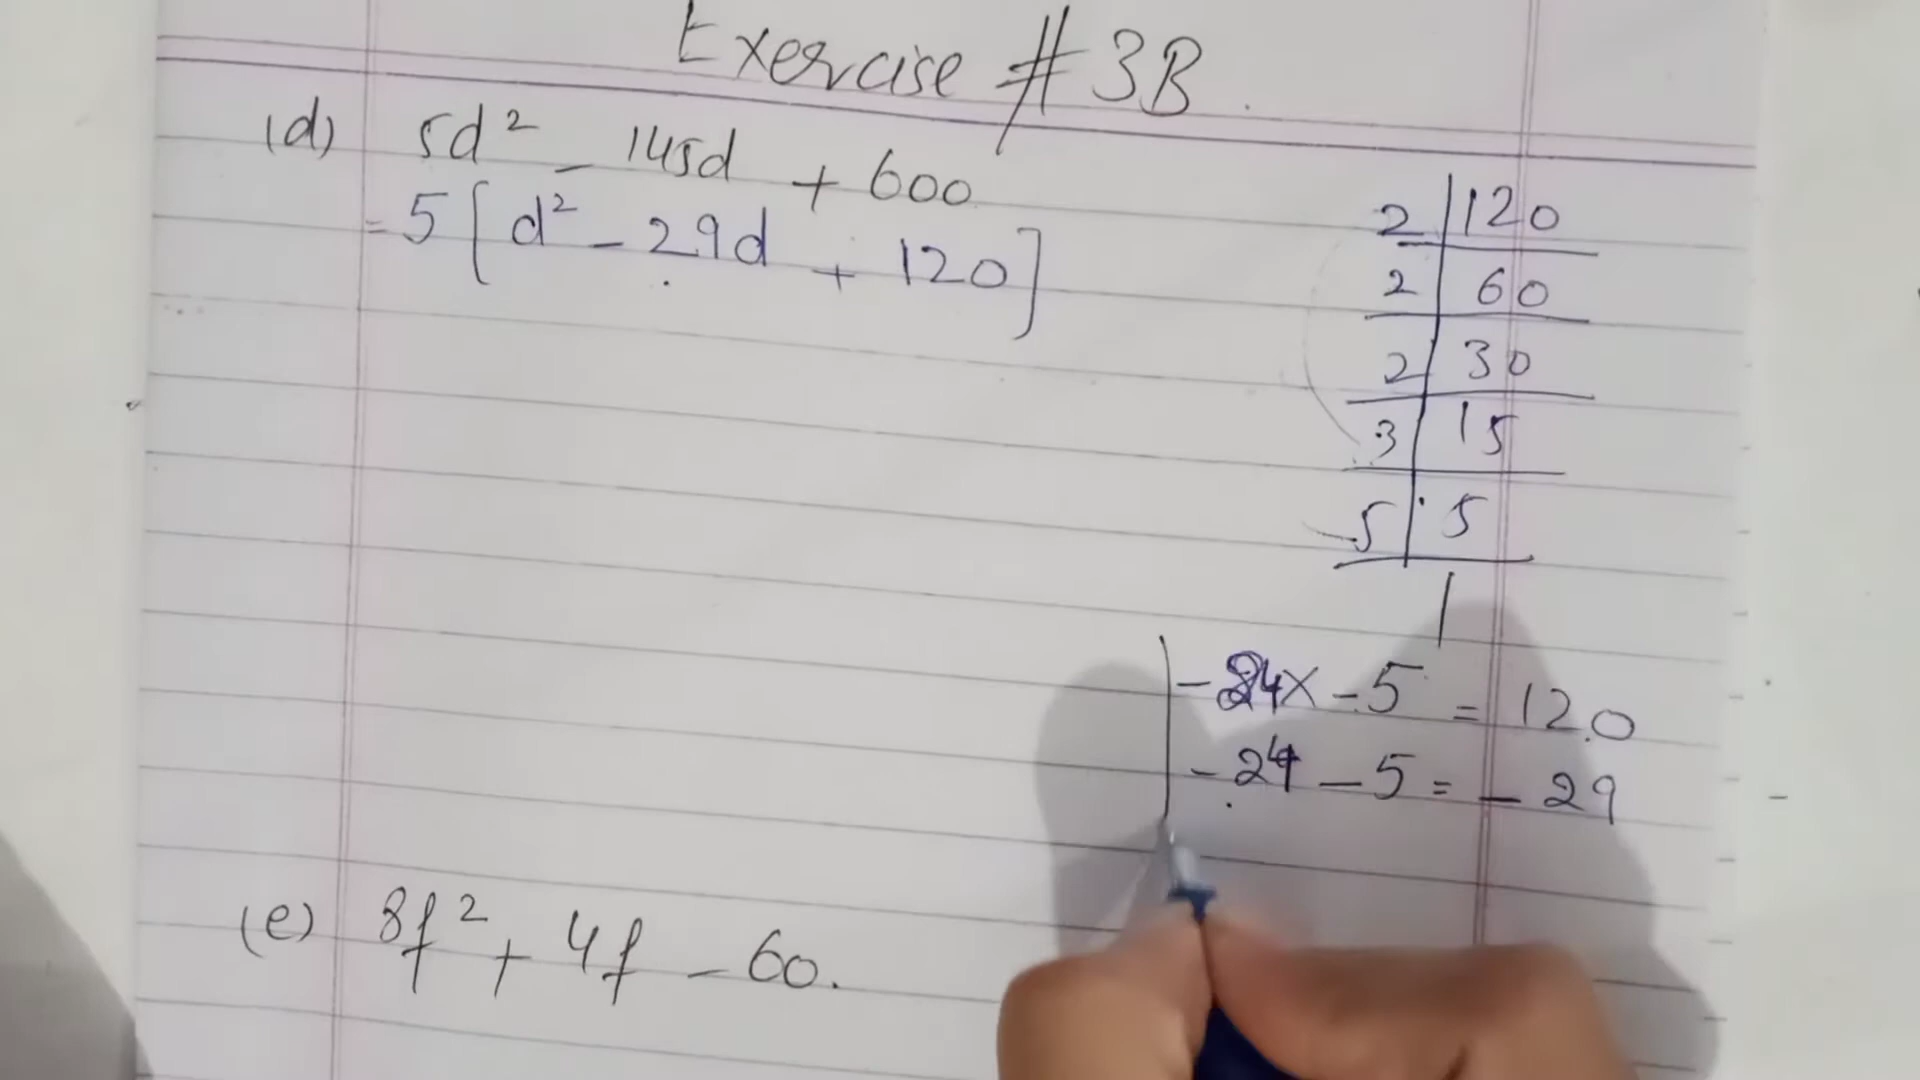 Exercise # 3B
(d) 5d² - 145d + 600
= 5 [ d² - 29d + 120 ]
2 | 120
2 | 60
2 | 30
3 | 15
5 | 5
1
-24 x -5 = 120
-24 - 5 = -29
(e) 8f² + 4f - 60.